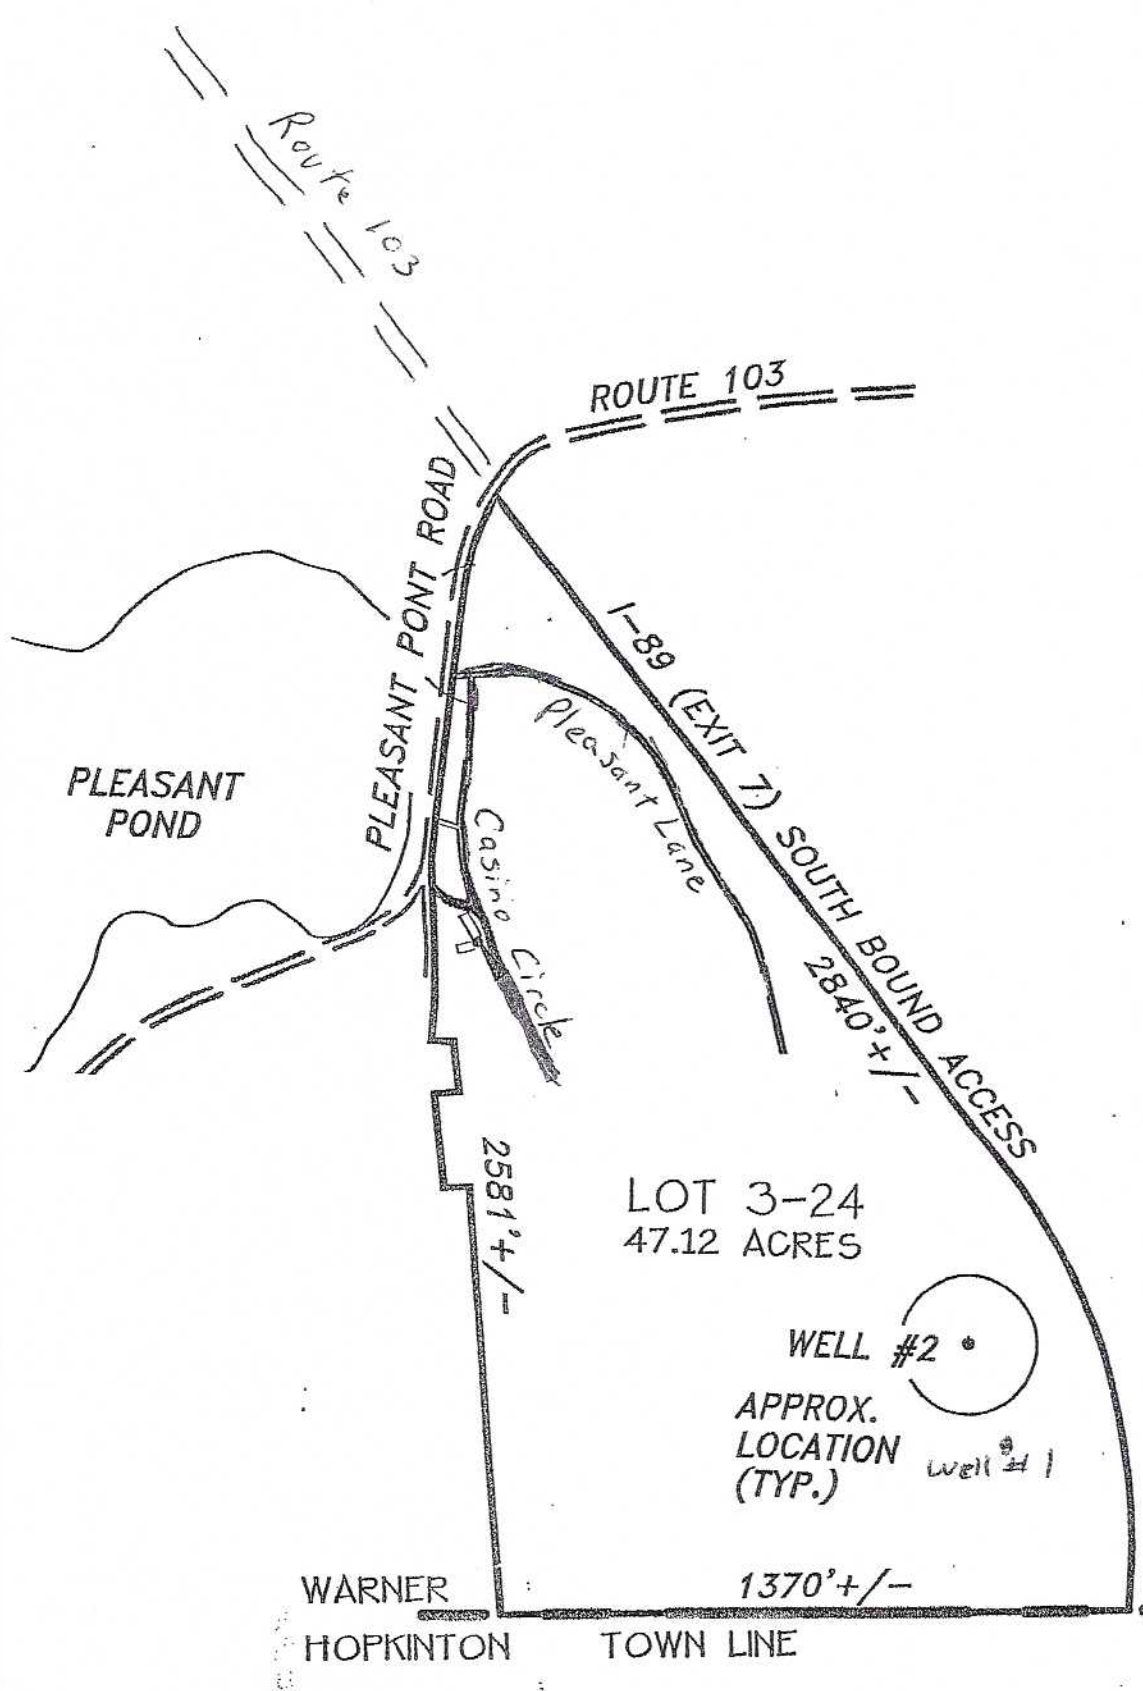 Route 103
ROUTE 103
PLEASANT PONT ROAD
I-89 (EXIT 7) SOUTH BOUND ACCESS
Pleasant Lane
PLEASANT
POND
Casino Circle
2840'+/-
2581'+/-
LOT 3-24
47.12 ACRES
WELL #2
APPROX.
LOCATION
(TYP.)
Well #1
1370'+/-
WARNER
HOPKINTON TOWN LINE